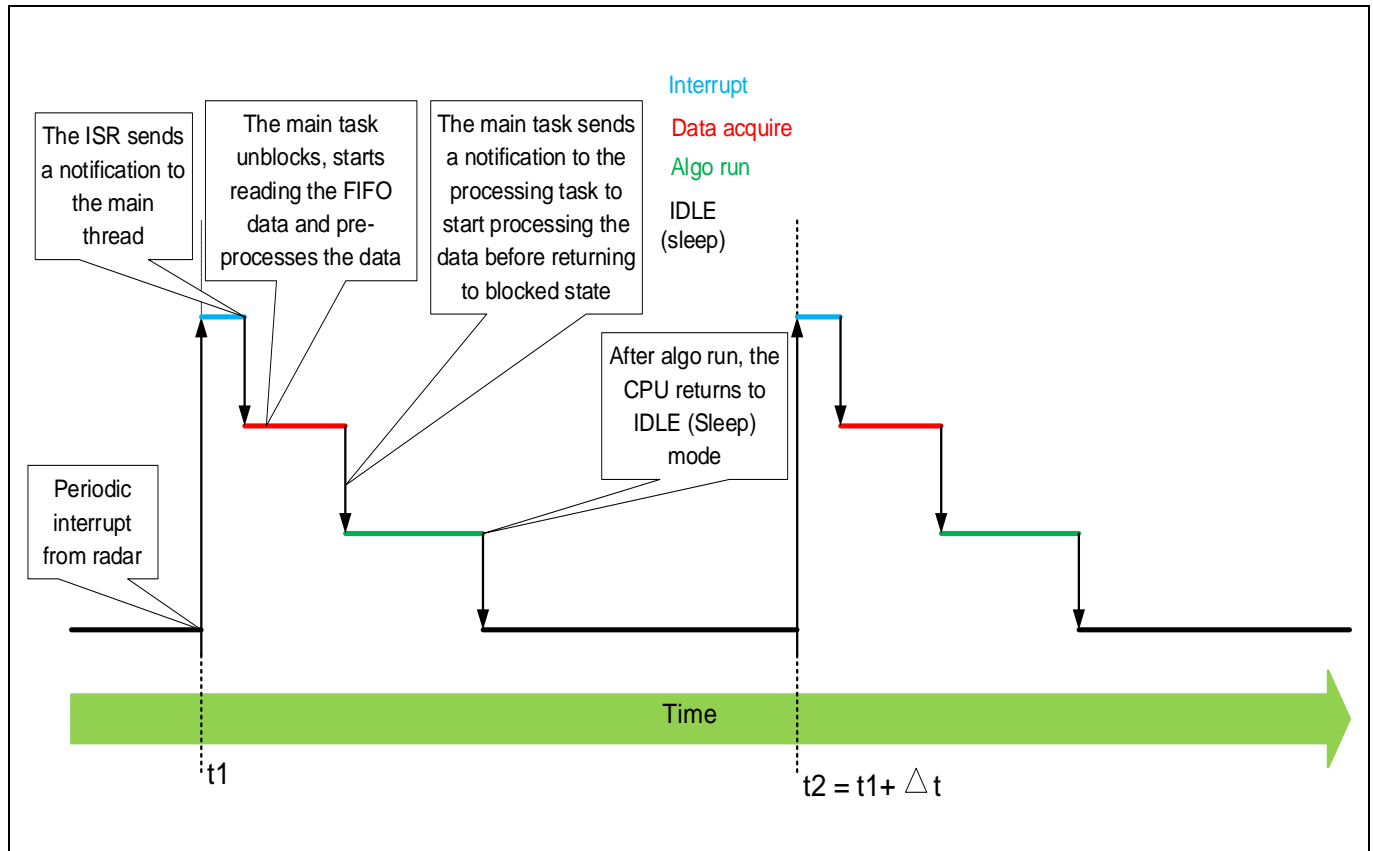 The ISR sends
a notification to
the main
thread
The main task
unblocks, starts
reading the FIFO
data and pre-
processes the data
The main task sends
a notification to the
processing task to
start processing the
data before returning
to blocked state
Interrupt
Data acquire
Algo run
IDLE
(sleep)
After algo run, the
CPU returns to
IDLE (Sleep)
mode
Periodic
interrupt
from radar
Time
t1
t2 = t1+ △ t